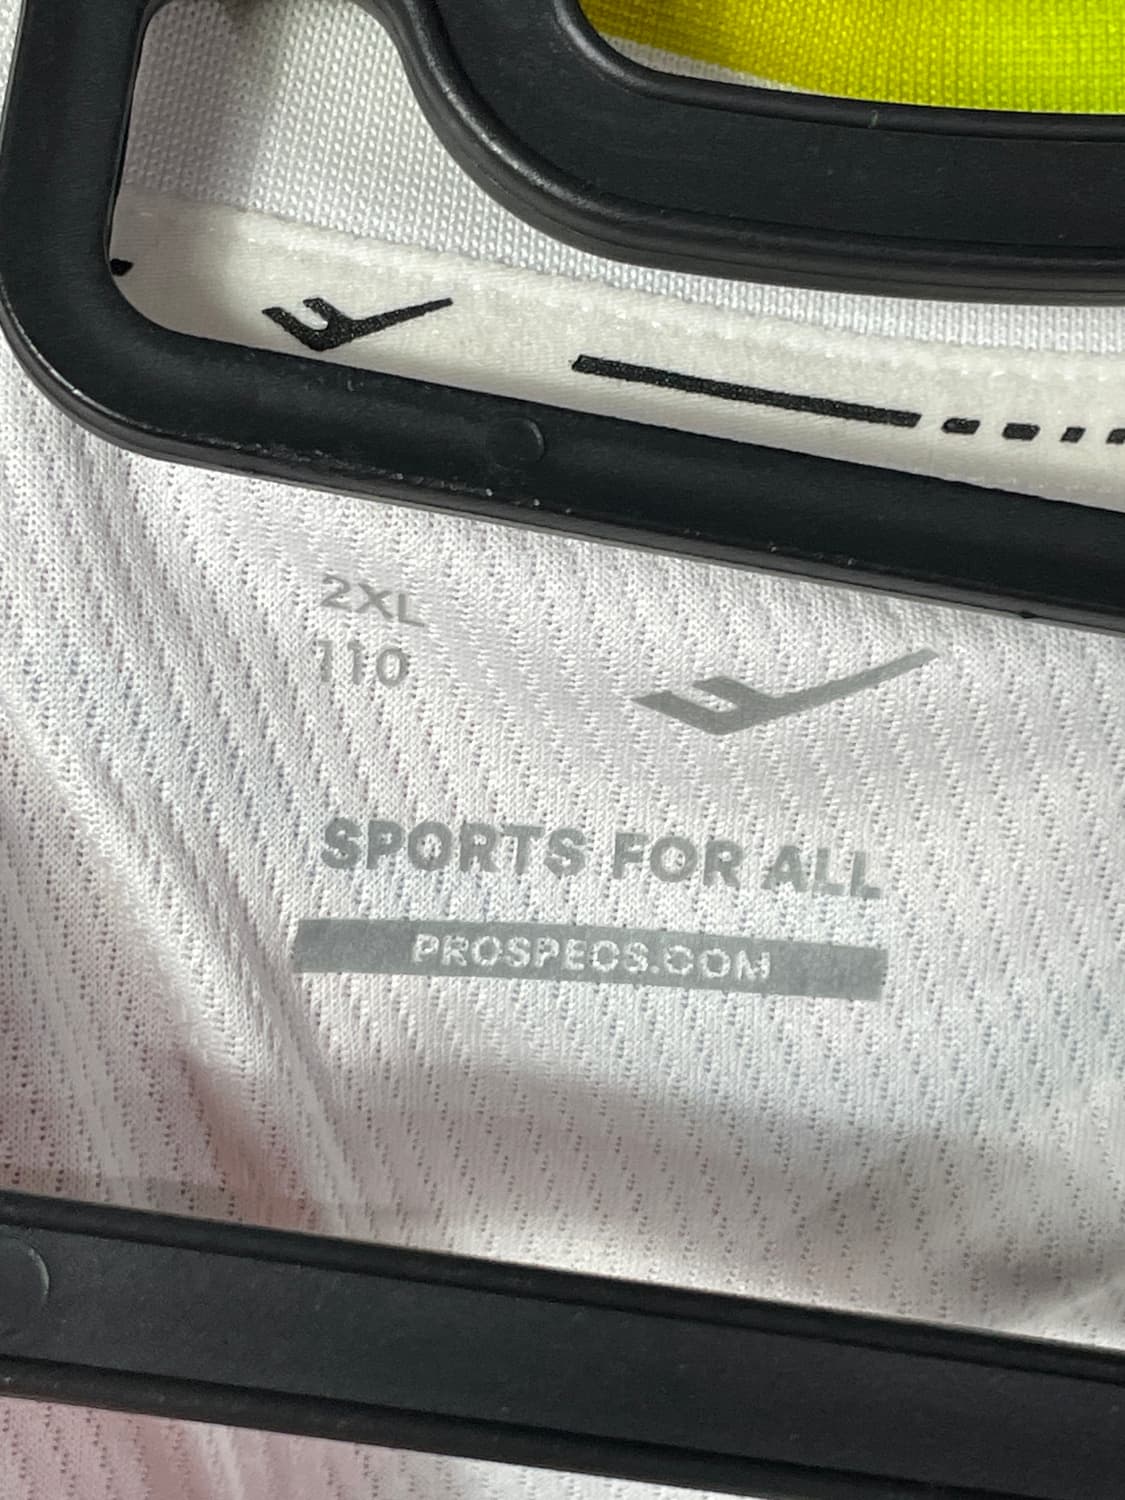 2XL
110
SPORTS FOR ALL
PROSPECS.COM